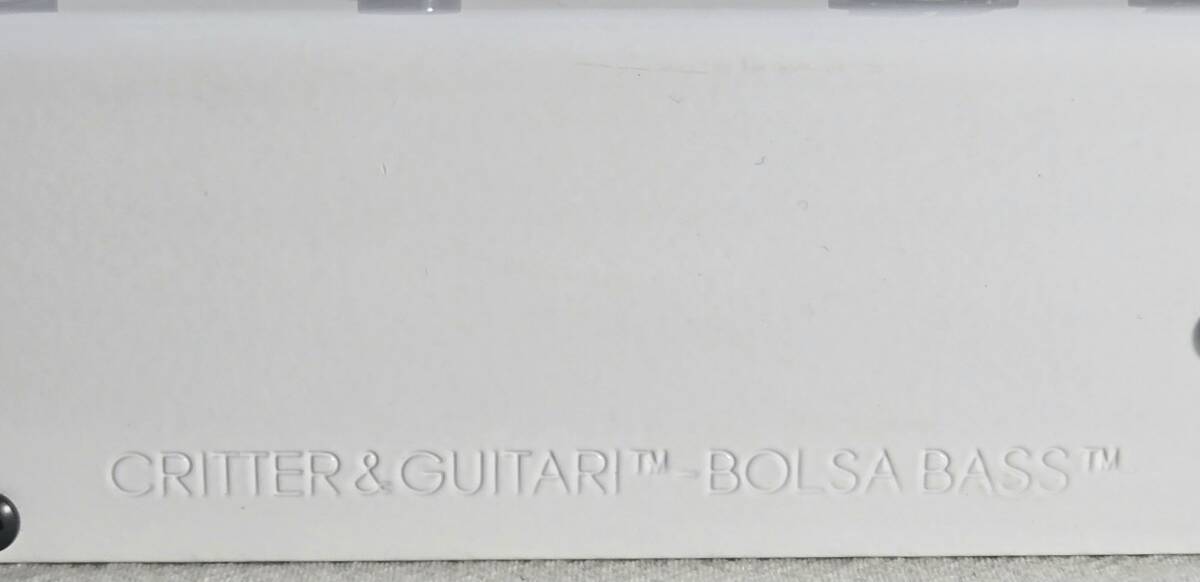 CRITTER & GUITARI™-BOLSA BASS™